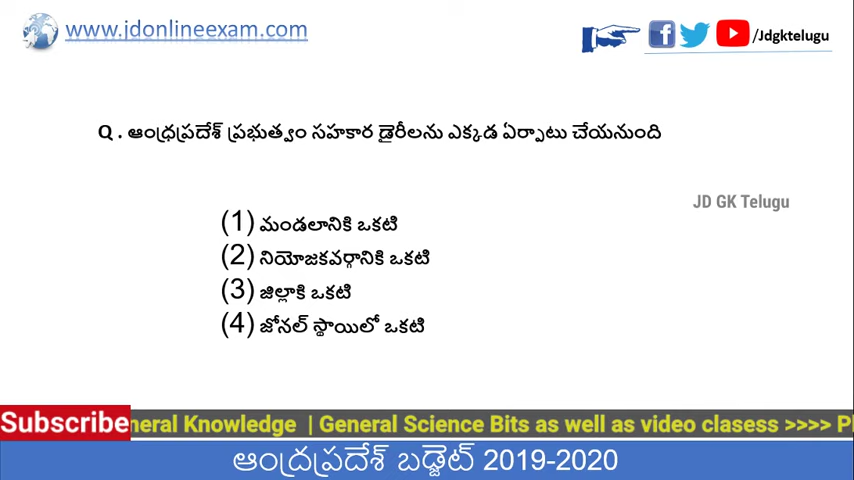 www.jdonlineexam.com
/Jdgktelugu
Q . ఆంధ్రప్రదేశ్ ప్రభుత్వం సహకార డైరీలను ఎక్కడ ఏర్పాటు చేయనుంది
JD GK Telugu
(1) మండలానికి ఒకటి
(2) నియోజకవర్గానికి ఒకటి
(3) జిల్లాకి ఒకటి
(4) జోనల్ స్థాయిలో ఒకటి
Subscribe
neral Knowledge | General Science Bits as well as video clasess >>>> Pl
ఆంద్రప్రదేశ్ బడ్జెట్ 2019-2020